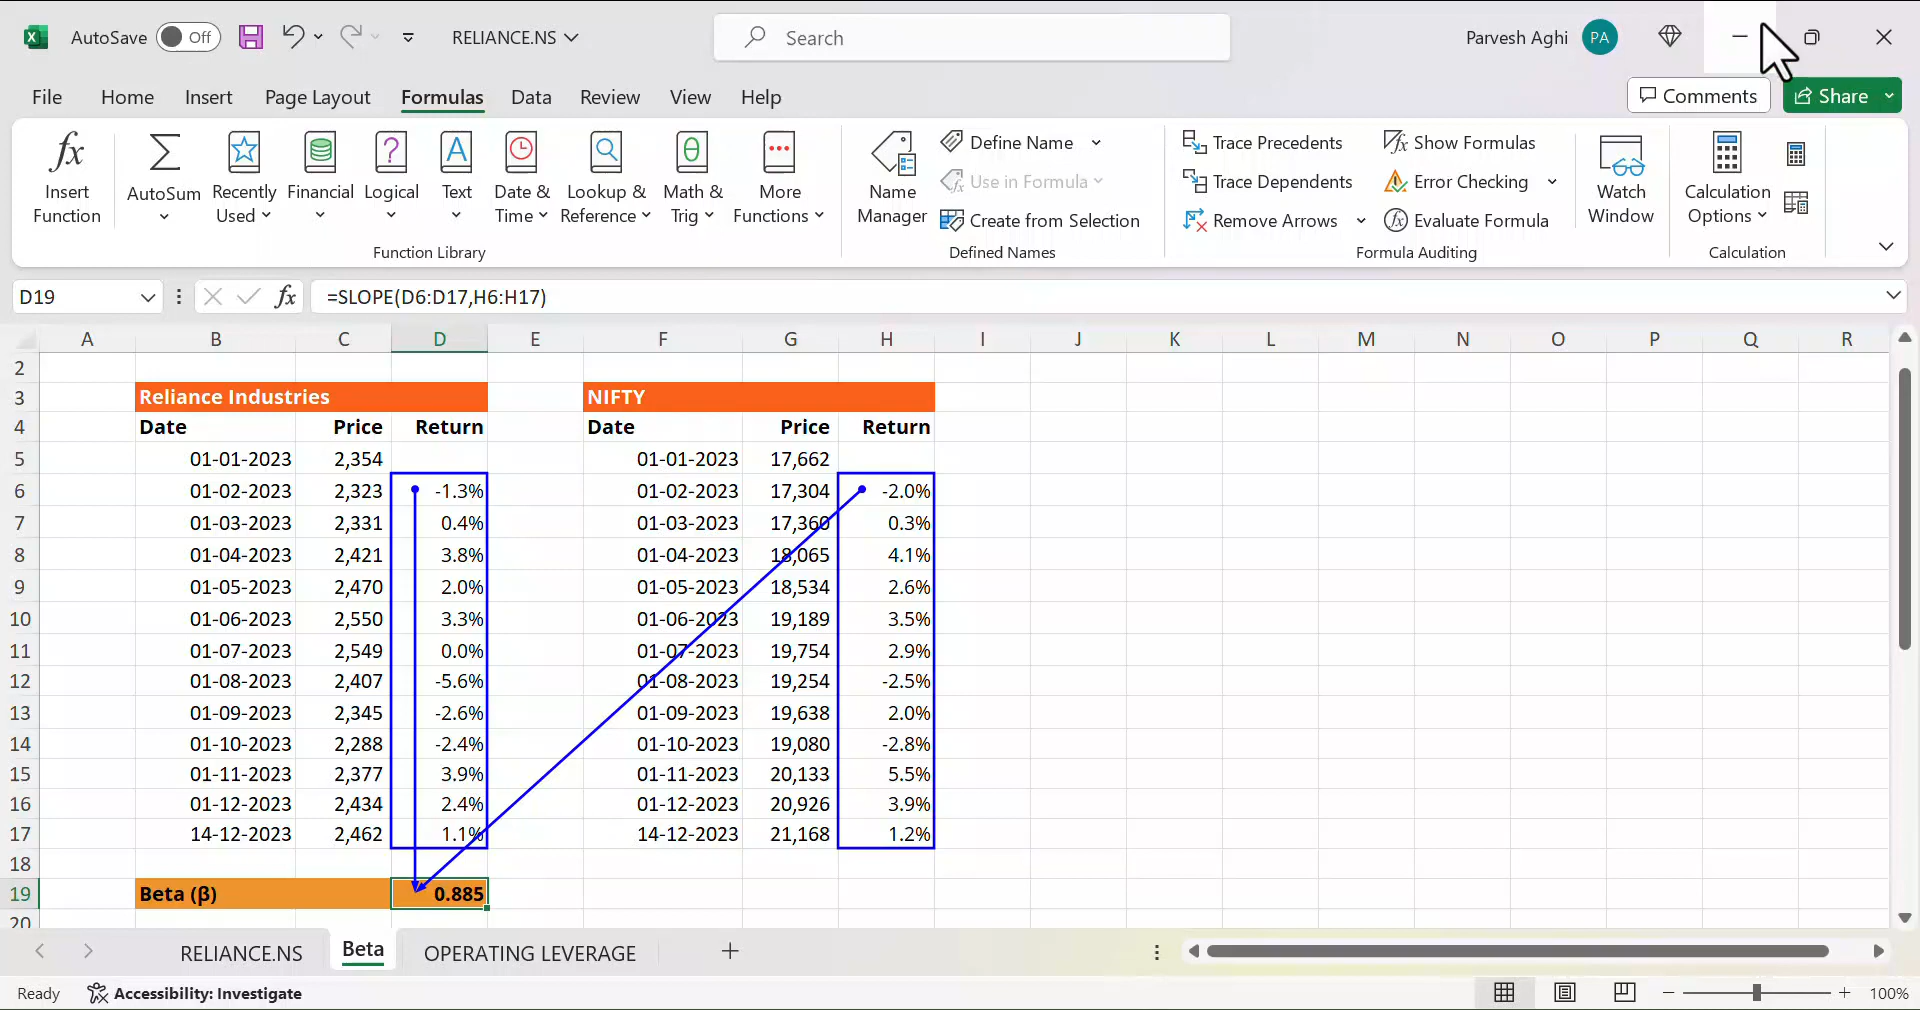 AutoSave Off RELIANCE.NS Search Parvesh Aghi PA
File Home Insert Page Layout Formulas Data Review View Help Comments Share
fx Insert Function
AutoSum
Recently Used
Financial
Logical
Text
Date & Time
Lookup & Reference
Math & Trig
More Functions
Function Library
Name Manager
Define Name
Use in Formula
Create from Selection
Defined Names
Trace Precedents
Trace Dependents
Remove Arrows
Show Formulas
Error Checking
Evaluate Formula
Formula Auditing
Watch Window
Calculation Options
Calculation
D19 fx =SLOPE(D6:D17,H6:H17)
A B C D E F G H I J K L M N O P Q R
2
3 Reliance Industries NIFTY
4 Date Price Return Date Price Return
5 01-01-2023 2,354 01-01-2023 17,662
6 01-02-2023 2,323 -1.3% 01-02-2023 17,304 -2.0%
7 01-03-2023 2,331 0.4% 01-03-2023 17,360 0.3%
8 01-04-2023 2,421 3.8% 01-04-2023 18,065 4.1%
9 01-05-2023 2,470 2.0% 01-05-2023 18,534 2.6%
10 01-06-2023 2,550 3.3% 01-06-2023 19,189 3.5%
11 01-07-2023 2,549 0.0% 01-07-2023 19,754 2.9%
12 01-08-2023 2,407 -5.6% 01-08-2023 19,254 -2.5%
13 01-09-2023 2,345 -2.6% 01-09-2023 19,638 2.0%
14 01-10-2023 2,288 -2.4% 01-10-2023 19,080 -2.8%
15 01-11-2023 2,377 3.9% 01-11-2023 20,133 5.5%
16 01-12-2023 2,434 2.4% 01-12-2023 20,926 3.9%
17 14-12-2023 2,462 1.1% 14-12-2023 21,168 1.2%
18
19 Beta (β) 0.885
20
RELIANCE.NS Beta OPERATING LEVERAGE
Ready Accessibility: Investigate 100%